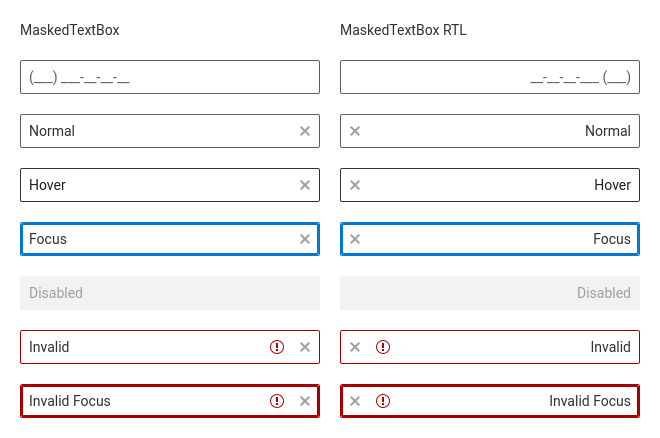 MaskedTextBox MaskedTextBox RTL
(___) ___-__-__-__ __-__-__-___ (___)
Normal Normal
Hover Hover
Focus Focus
Disabled Disabled
Invalid Invalid
Invalid Focus Invalid Focus